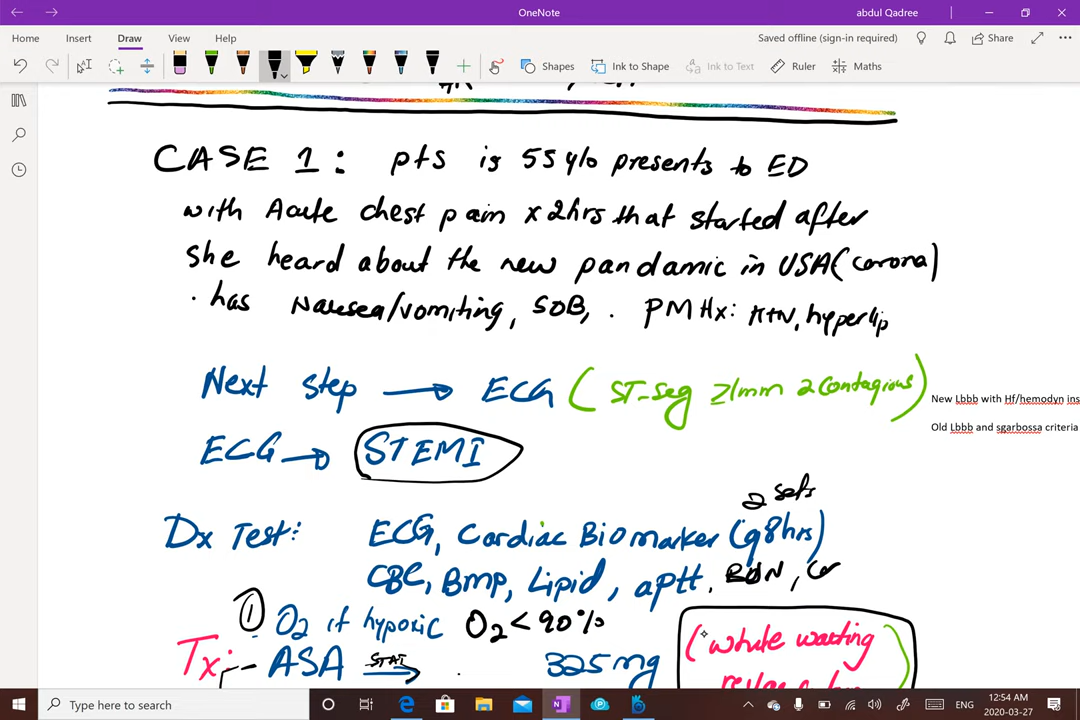 OneNote
abdul Qadree
Home Insert Draw View Help
Saved offline (sign-in required)
Share
Shapes
Ink to Shape
Ink to Text
Ruler
Maths
CASE 1: pts is 55 y/o presents to ED
with Acute chest pain x 2hrs that started after
she heard about the new pandamic in USA (corona)
. has Nausea/vomiting, SOB, . PMHx: HTN, hyperlip
Next step → ECG ( ST-seg ≥1mm 2 contagious)
New Lbbb with Hf/hemodyn ins
Old Lbbb and sgarbossa criteria
ECG → STEMI
2 sets
Dx Test: ECG, Cardiac Biomarker (q8hrs)
CBC, Bmp, Lipid, aptt, BUN, Cr
① O2 if hypoxic O2 < 90%
Tx: ASA STAT → 325mg
(while waiting
Type here to search
12:54 AM
ENG
2020-03-27